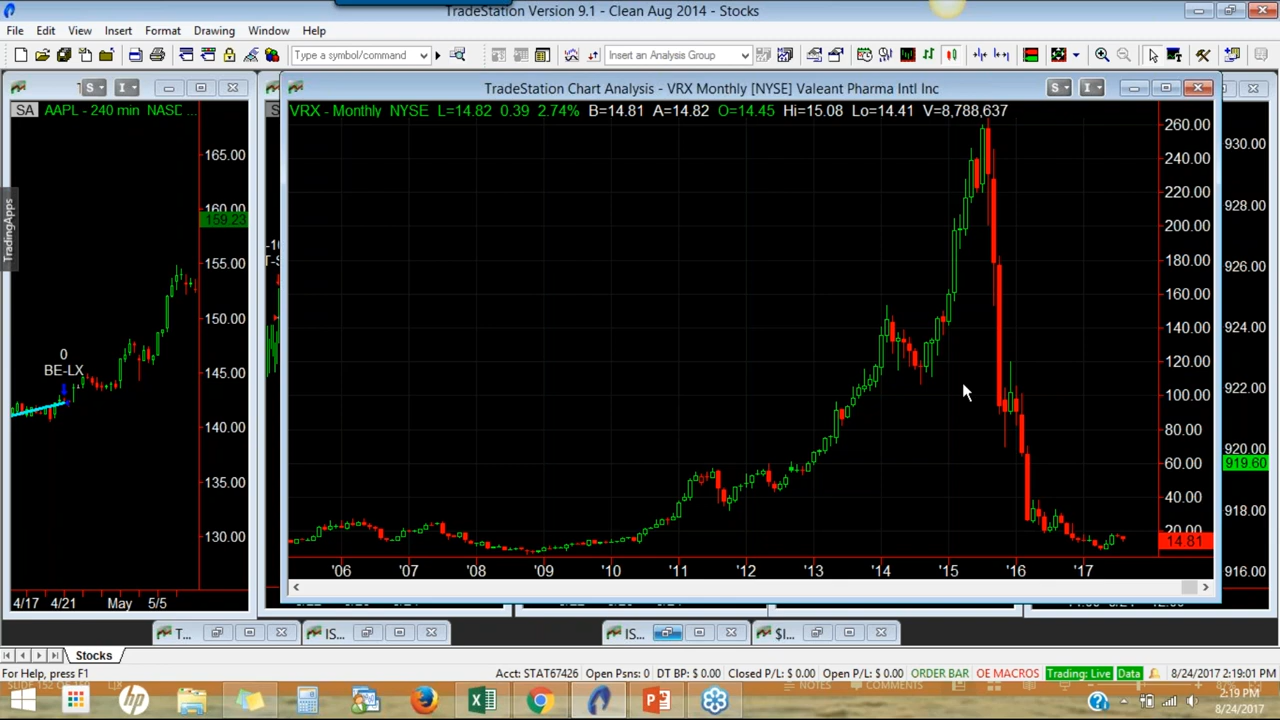 TradeStation Version 9.1 - Clean Aug 2014 - Stocks
File Edit View Insert Format Drawing Window Help
Type a symbol/command
Insert an Analysis Group
S I
TradeStation Chart Analysis - VRX Monthly [NYSE] Valeant Pharma Intl Inc
S I
SA AAPL - 240 min NASD ...
VRX - Monthly NYSE L=14.82 0.39 2.74% B=14.81 A=14.82 O=14.45 Hi=15.08 Lo=14.41 V=8,788,637
TradingApps
165.00
160.00
159.23
155.00
150.00
145.00
140.00
135.00
130.00
0
BE-LX
4/17 4/21 May 5/5
260.00
240.00
220.00
200.00
180.00
160.00
140.00
120.00
100.00
80.00
60.00
40.00
20.00
14.81
'06 '07 '08 '09 '10 '11 '12 '13 '14 '15 '16 '17
930.00
928.00
926.00
924.00
922.00
920.00
919.60
918.00
916.00
T... IS... IS... $I...
Stocks
For Help, press F1
Acct: STAT67426 Open Psns: 0 DT BP: $ 0.00 Closed P/L: $ 0.00 Open P/L: $ 0.00 ORDER BAR OE MACROS Trading: Live Data 8/24/2017 2:19:01 PM
NOTES COMMENTS
2:19 PM
8/24/2017